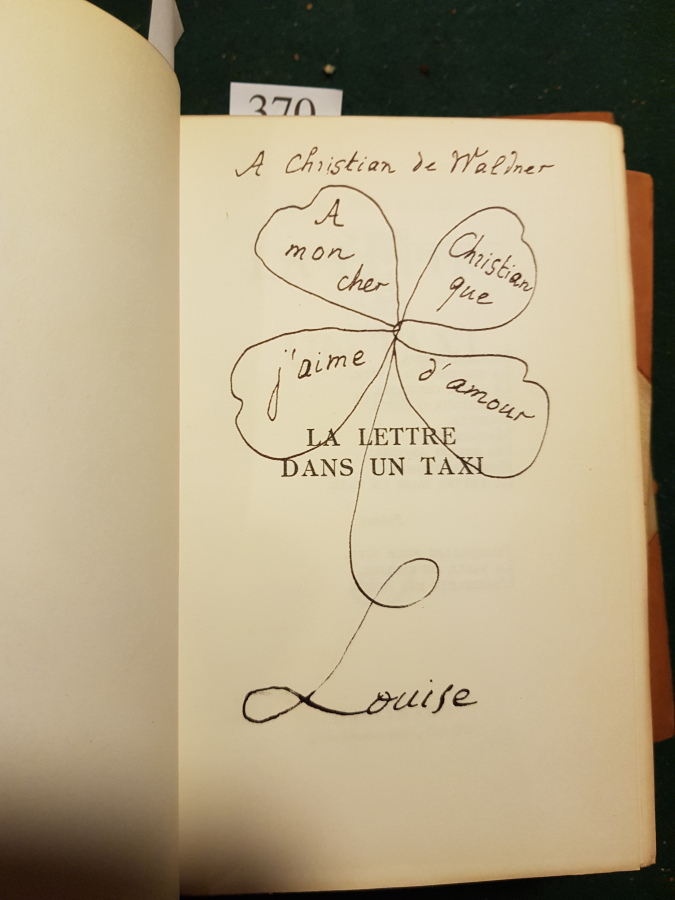 370
A Christian de Waldner
A
mon
cher
Christian
que
j'aime
d'amour
LA LETTRE
DANS UN TAXI
Louise